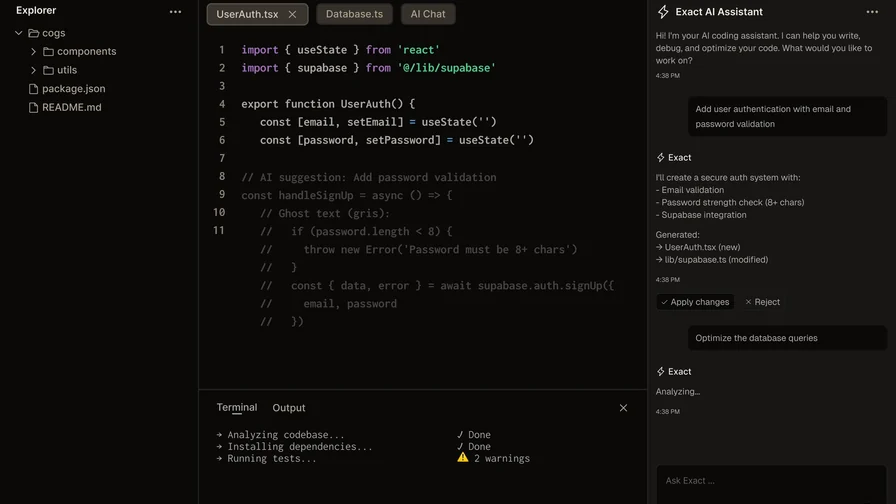 Explorer
cogs
components
utils
package.json
README.md
UserAuth.tsx
Database.ts
AI Chat
1 import { useState } from 'react'
2 import { supabase } from '@/lib/supabase'
3
4 export function UserAuth() {
5 const [email, setEmail] = useState('')
6 const [password, setPassword] = useState('')
7
8 // AI suggestion: Add password validation
9 const handleSignUp = async () => {
10 // Ghost text (gris):
11 // if (password.length < 8) {
// throw new Error('Password must be 8+ chars')
// }
// const { data, error } = await supabase.auth.signUp({
// email, password
// })
Terminal Output
→ Analyzing codebase... ✓ Done
→ Installing dependencies... ✓ Done
→ Running tests... ⚠ 2 warnings
Exact AI Assistant
Hi! I'm your AI coding assistant. I can help you write,
debug, and optimize your code. What would you like
to work on?
4:38 PM
Add user authentication with email and
password validation
Exact
I'll create a secure auth system with:
- Email validation
- Password strength check (8+ chars)
- Supabase integration
Generated:
→ UserAuth.tsx (new)
→ lib/supabase.ts (modified)
4:38 PM
✓ Apply changes × Reject
Optimize the database queries
Exact
Analyzing...
4:38 PM
Ask Exact ...